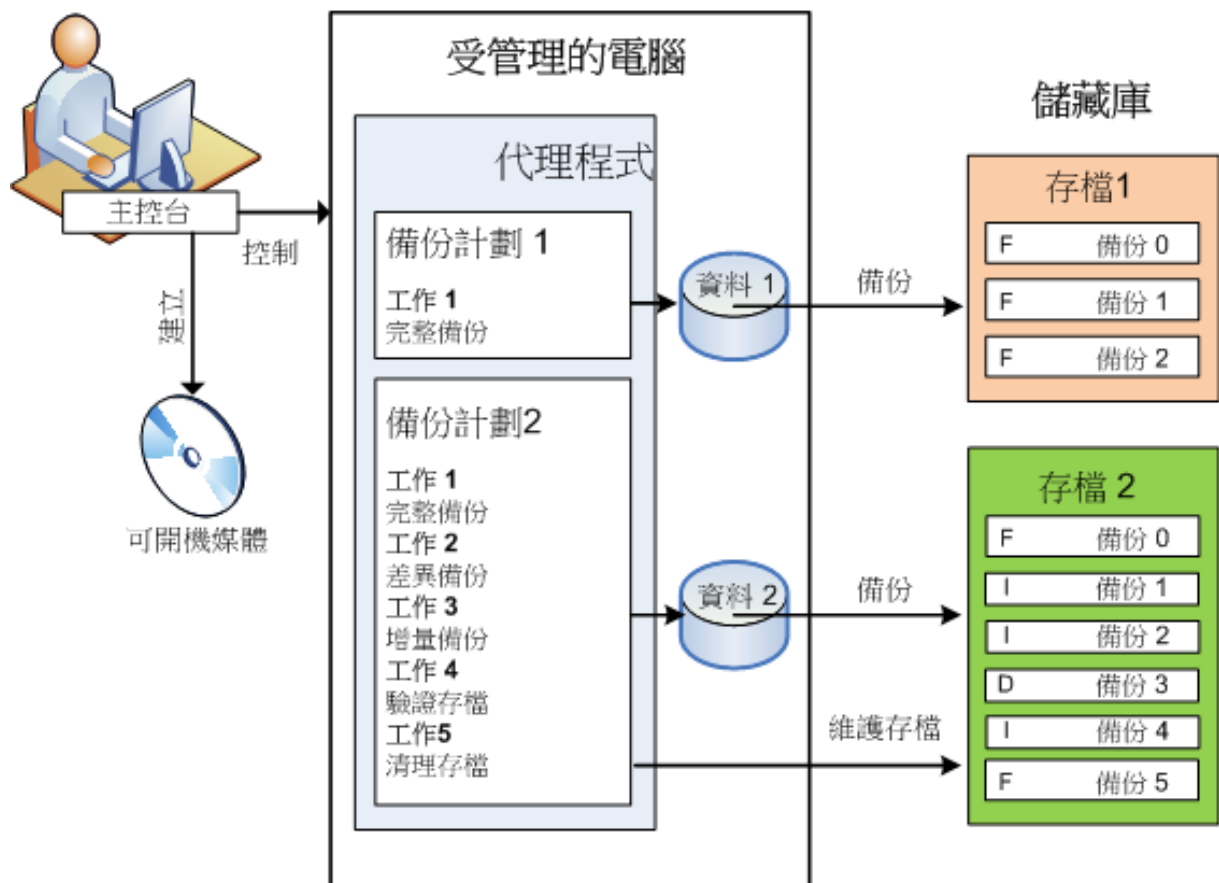 受管理的電腦
儲藏庫
代理程式
主控台
控制
建立
可開機媒體
備份計劃 1
工作 1
完整備份
資料 1
備份
存檔1
F 備份 0
F 備份 1
F 備份 2
備份計劃2
工作 1
完整備份
工作 2
差異備份
工作 3
增量備份
工作 4
驗證存檔
工作5
清理存檔
資料 2
備份
維護存檔
存檔 2
F 備份 0
I 備份 1
I 備份 2
D 備份 3
I 備份 4
F 備份 5